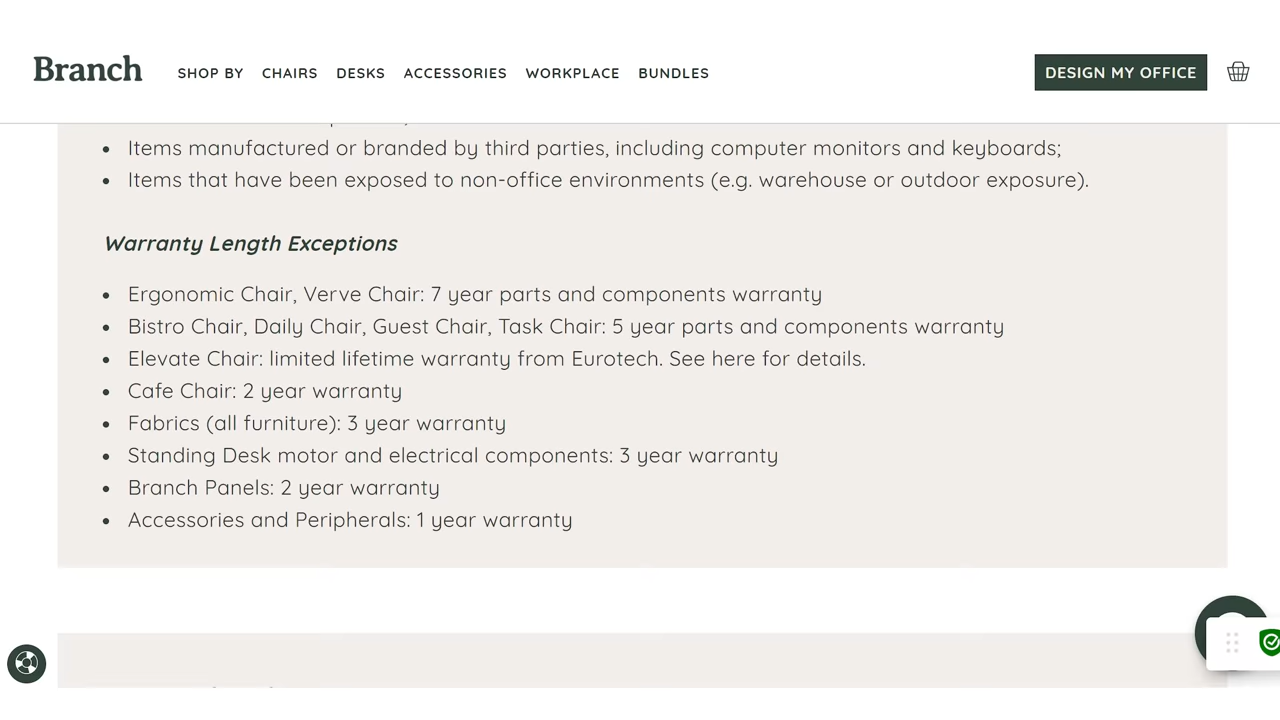 Branch
SHOP BY CHAIRS DESKS ACCESSORIES WORKPLACE BUNDLES
DESIGN MY OFFICE
• Items manufactured or branded by third parties, including computer monitors and keyboards;
• Items that have been exposed to non-office environments (e.g. warehouse or outdoor exposure).
Warranty Length Exceptions
• Ergonomic Chair, Verve Chair: 7 year parts and components warranty
• Bistro Chair, Daily Chair, Guest Chair, Task Chair: 5 year parts and components warranty
• Elevate Chair: limited lifetime warranty from Eurotech. See here for details.
• Cafe Chair: 2 year warranty
• Fabrics (all furniture): 3 year warranty
• Standing Desk motor and electrical components: 3 year warranty
• Branch Panels: 2 year warranty
• Accessories and Peripherals: 1 year warranty